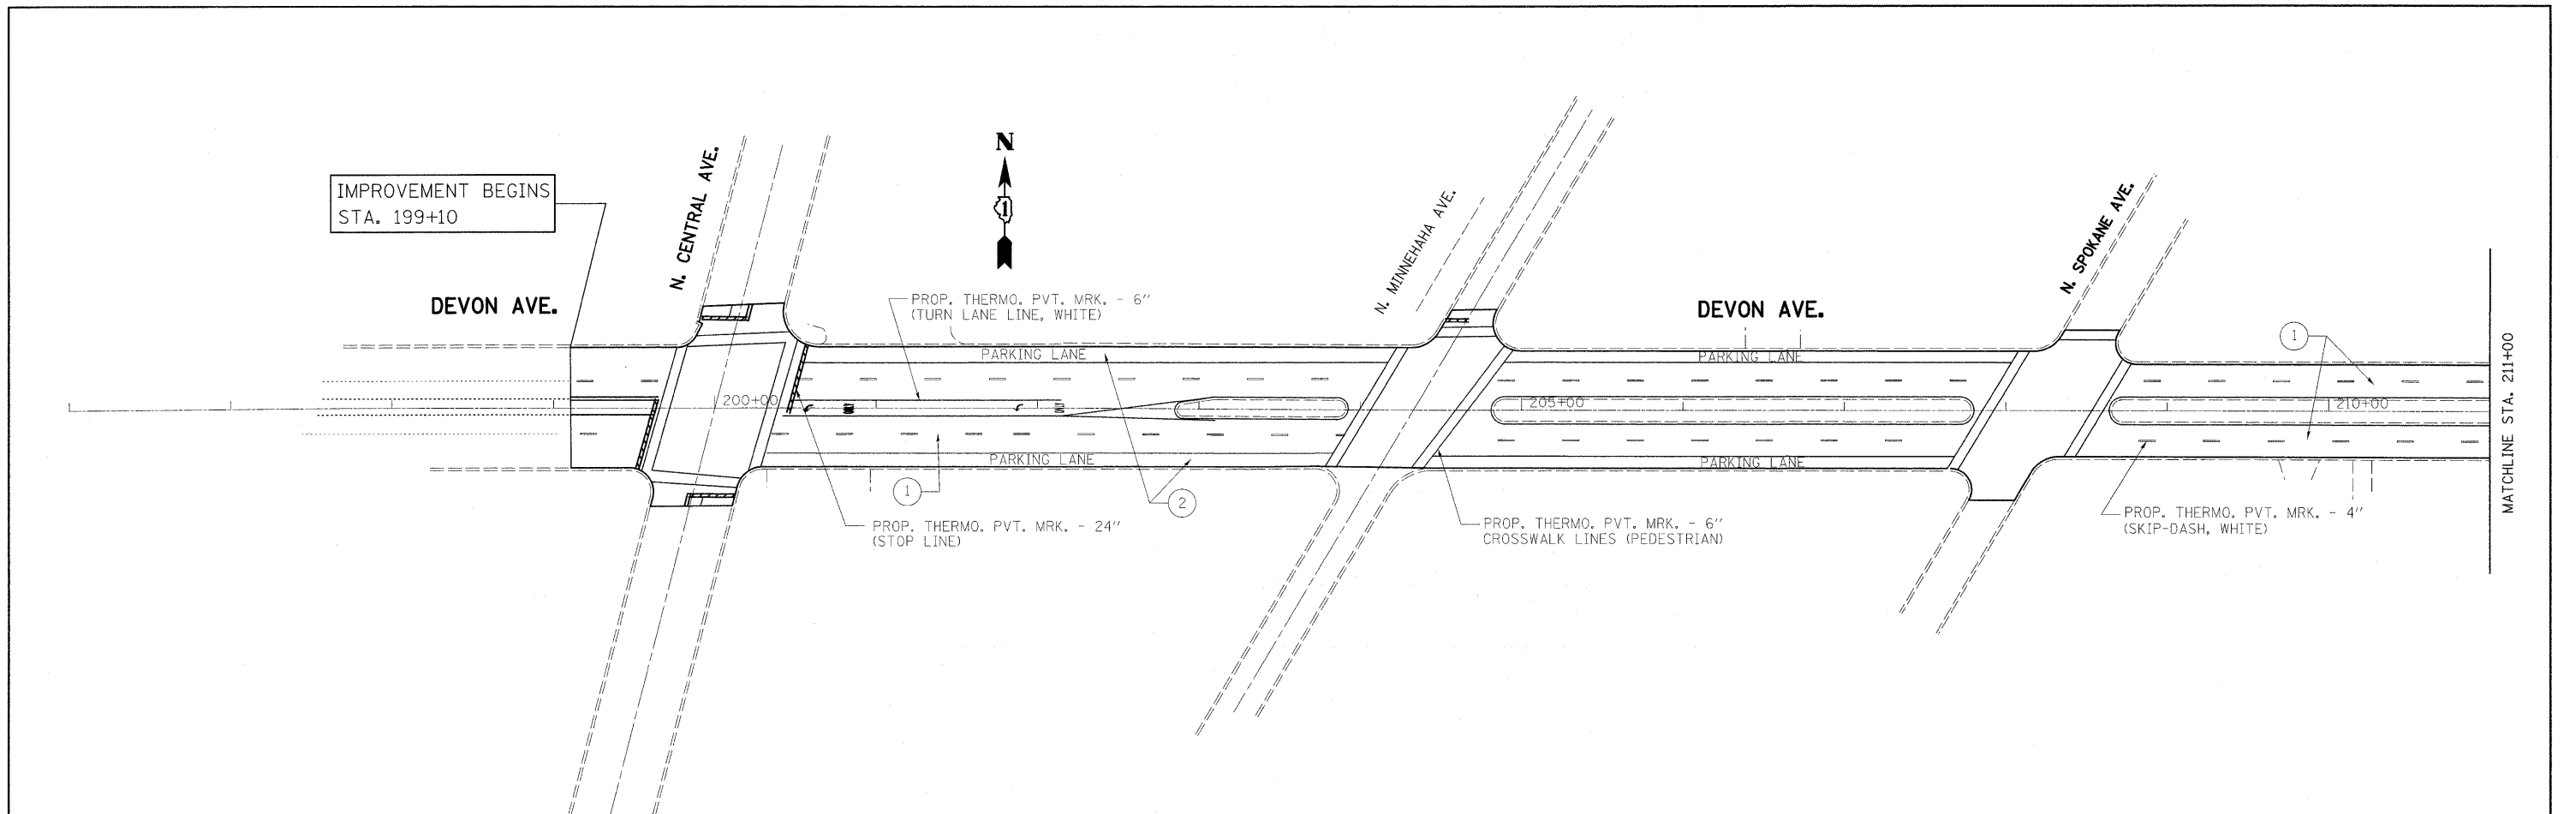 IMPROVEMENT BEGINS
STA. 199+10
DEVON AVE.
N. CENTRAL AVE.
N
1
PROP. THERMO. PVT. MRK. - 6"
(TURN LANE LINE, WHITE)
N. MINNEHAHA AVE.
DEVON AVE.
N. SPOKANE AVE.
1
MATCHLINE STA. 211+00
PARKING LANE
PARKING LANE
200+00
205+00
210+00
PARKING LANE
PARKING LANE
1
2
PROP. THERMO. PVT. MRK. - 24"
(STOP LINE)
PROP. THERMO. PVT. MRK. - 6"
CROSSWALK LINES (PEDESTRIAN)
PROP. THERMO. PVT. MRK. - 4"
(SKIP-DASH, WHITE)